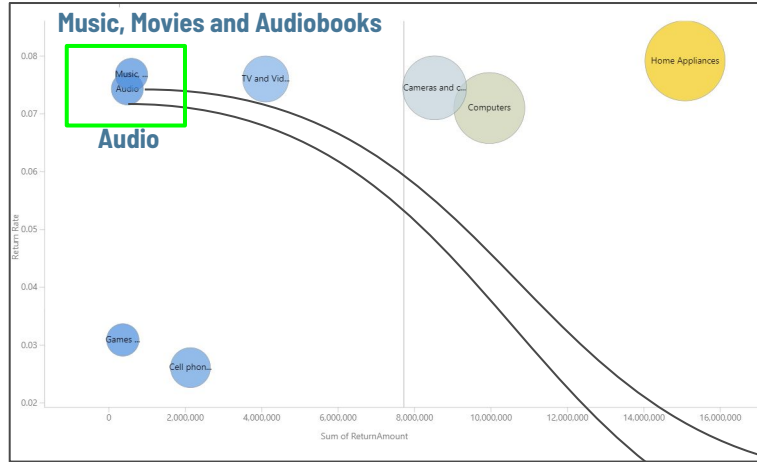 Music, Movies and Audiobooks
0.08
Music, ...
Audio
TV and Vid...
Cameras and c...
Home Appliances
Computers
Audio
0.07
0.06
0.05
0.04
0.03
0.02
Return Rate
Games ...
Cell phon...
0
2.000.000
4.000.000
6.000.000
8.000.000
10.000.000
12.000.000
14.000.000
16.000.000
Sum of ReturnAmount